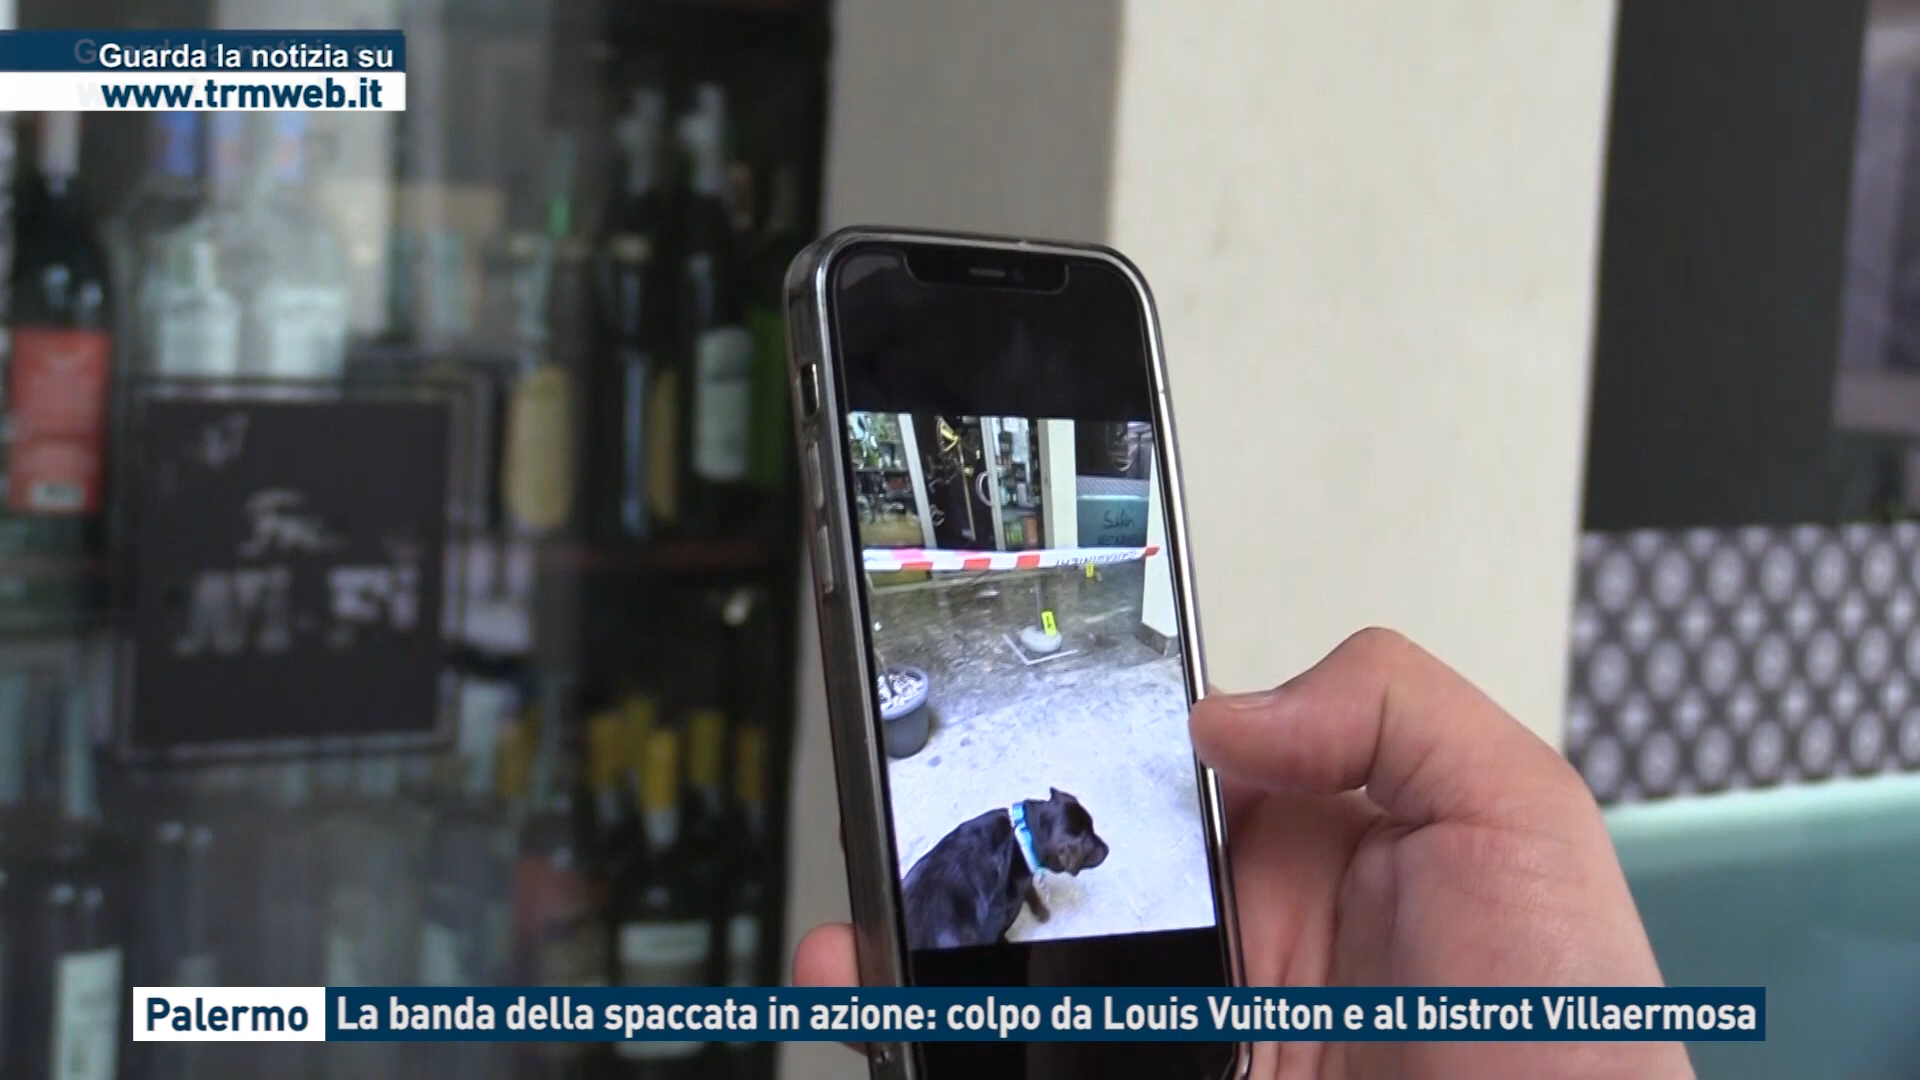 Guarda la notizia su
www.trmweb.it
Palermo La banda della spaccata in azione: colpo da Louis Vuitton e al bistrot Villaermosa